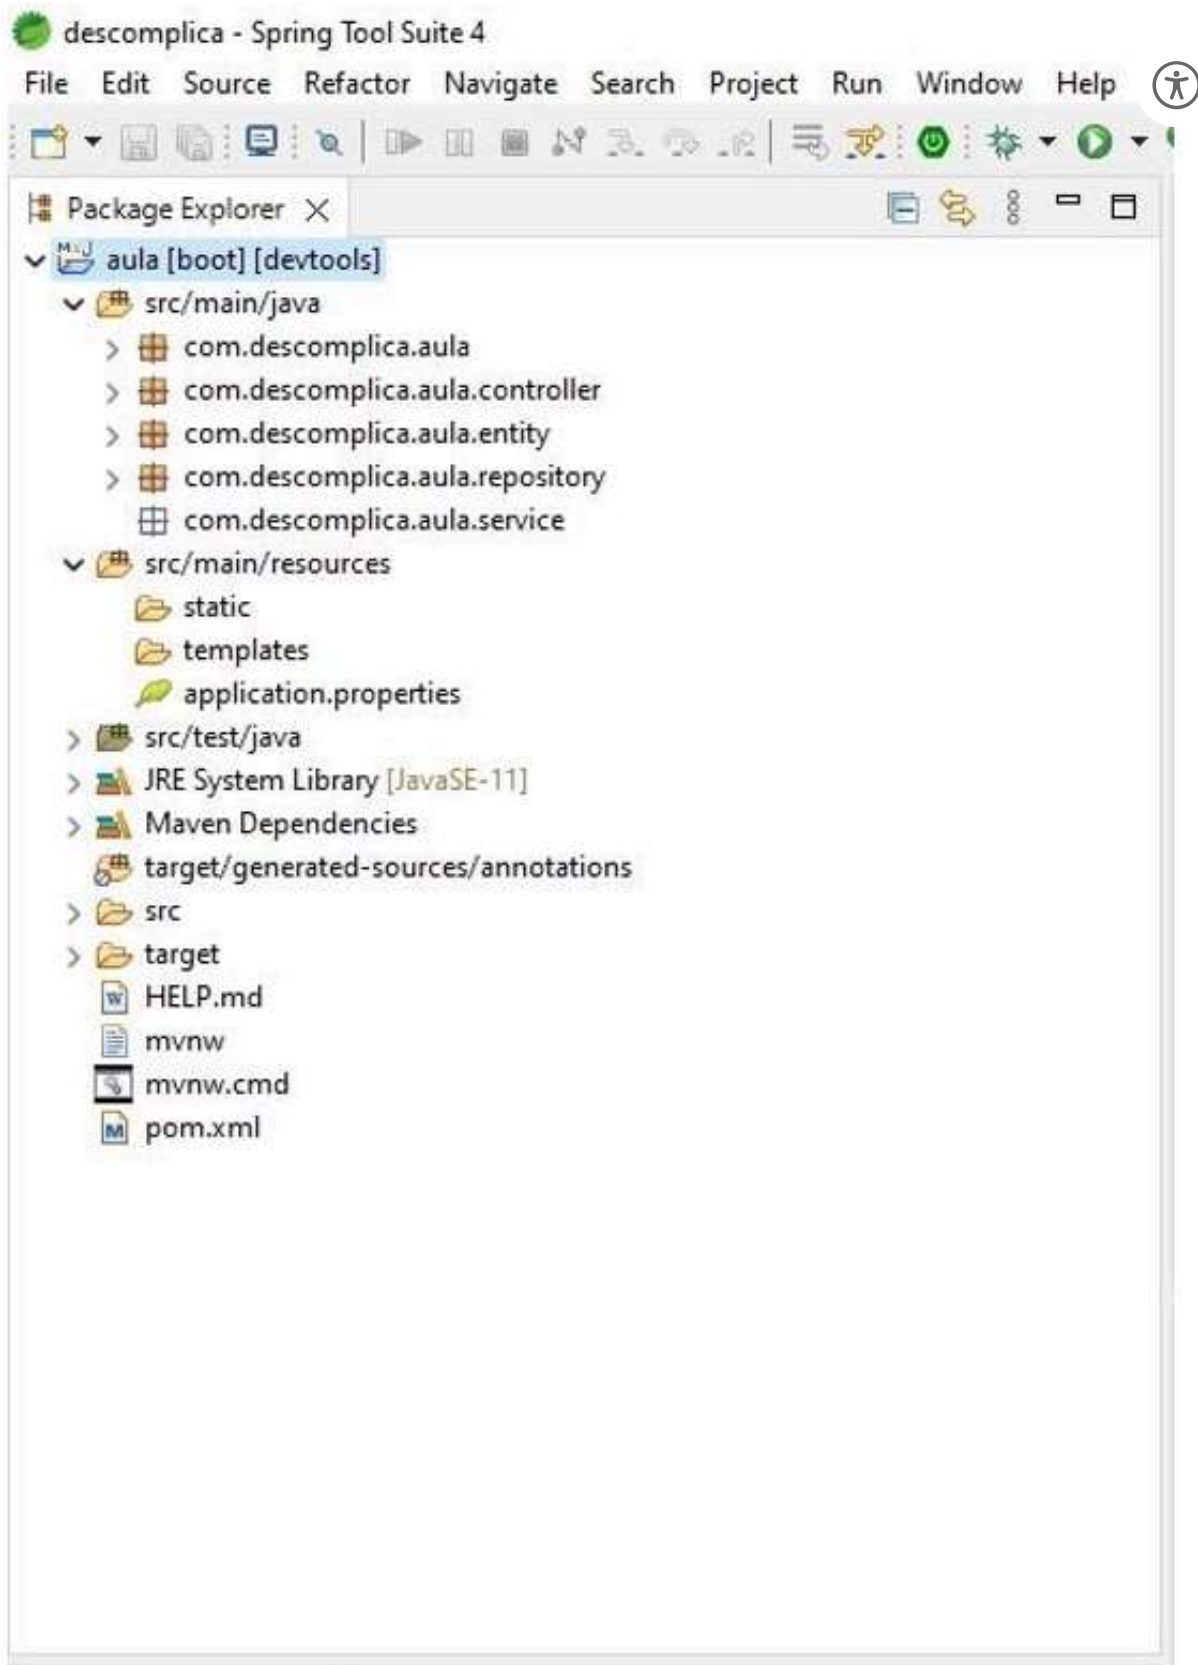 descomplica - Spring Tool Suite 4
File Edit Source Refactor Navigate Search Project Run Window Help
Package Explorer
aula [boot] [devtools]
src/main/java
com.descomplica.aula
com.descomplica.aula.controller
com.descomplica.aula.entity
com.descomplica.aula.repository
com.descomplica.aula.service
src/main/resources
static
templates
application.properties
src/test/java
JRE System Library [JavaSE-11]
Maven Dependencies
target/generated-sources/annotations
src
target
HELP.md
mvnw
mvnw.cmd
pom.xml